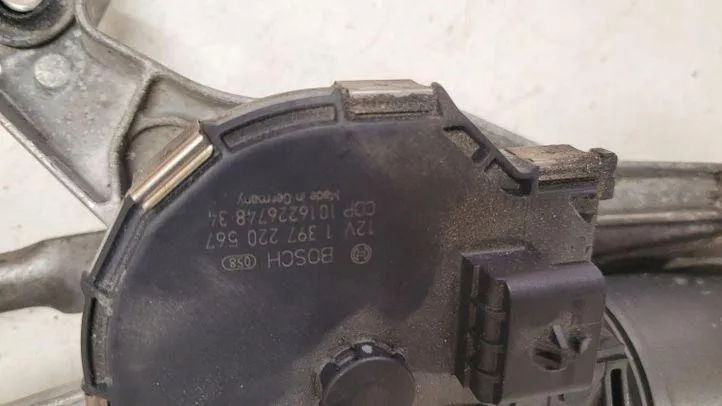 BOSCH 058
12V 1 397 220 567
CDP 1016226748 34
Made in Germany